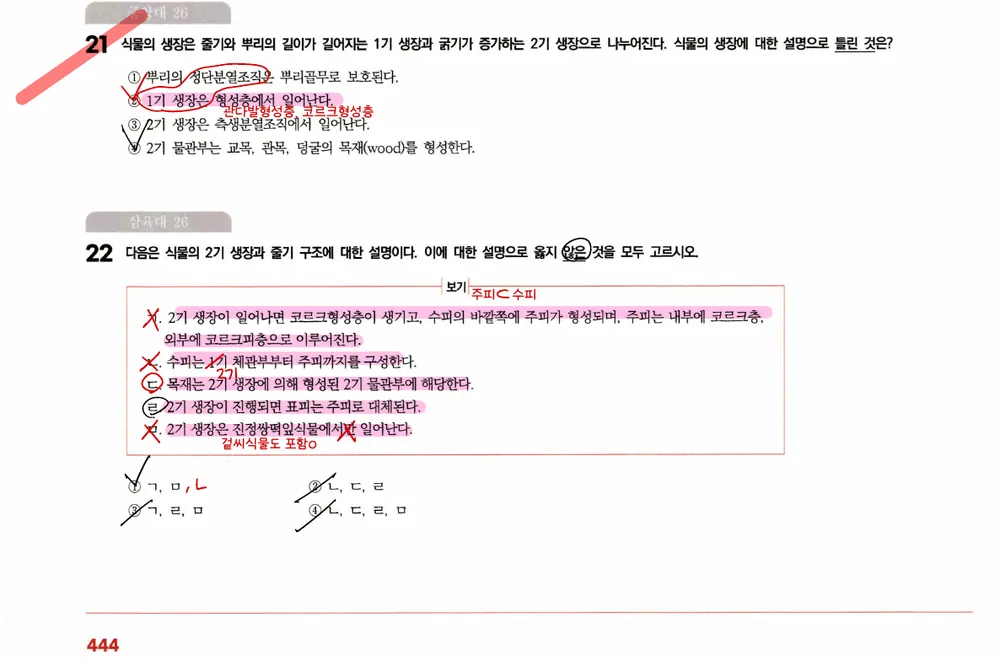 중앙대 26
21 식물의 생장은 줄기와 뿌리의 길이가 길어지는 1기 생장과 굵기가 증가하는 2기 생장으로 나누어진다. 식물의 생장에 대한 설명으로 틀린 것은?
① 뿌리의 정단분열조직은 뿌리골무로 보호된다.
② 1기 생장은 형성층에서 일어난다.
관다발형성층, 코르크형성층
③ 2기 생장은 측생분열조직에서 일어난다.
④ 2기 물관부는 교목, 관목, 덩굴의 목재(wood)를 형성한다.
삼육대 26
22 다음은 식물의 2기 생장과 줄기 구조에 대한 설명이다. 이에 대한 설명으로 옳지 않은 것을 모두 고르시오.
보기
주피⊂수피
ㄱ. 2기 생장이 일어나면 코르크형성층이 생기고, 수피의 바깥쪽에 주피가 형성되며, 주피는 내부에 코르크층,
외부에 코르크피층으로 이루어진다.
ㄴ. 수피는 1기 체관부부터 주피까지를 구성한다.
2기
ㄷ. 목재는 2기 생장에 의해 형성된 2기 물관부에 해당한다.
ㄹ. 2기 생장이 진행되면 표피는 주피로 대체된다.
ㅁ. 2기 생장은 진정쌍떡잎식물에서만 일어난다.
겉씨식물도 포함o
① ㄱ, ㅁ, ㄴ
② ㄴ, ㄷ, ㄹ
③ ㄱ, ㄹ, ㅁ
④ ㄴ, ㄷ, ㄹ, ㅁ
444